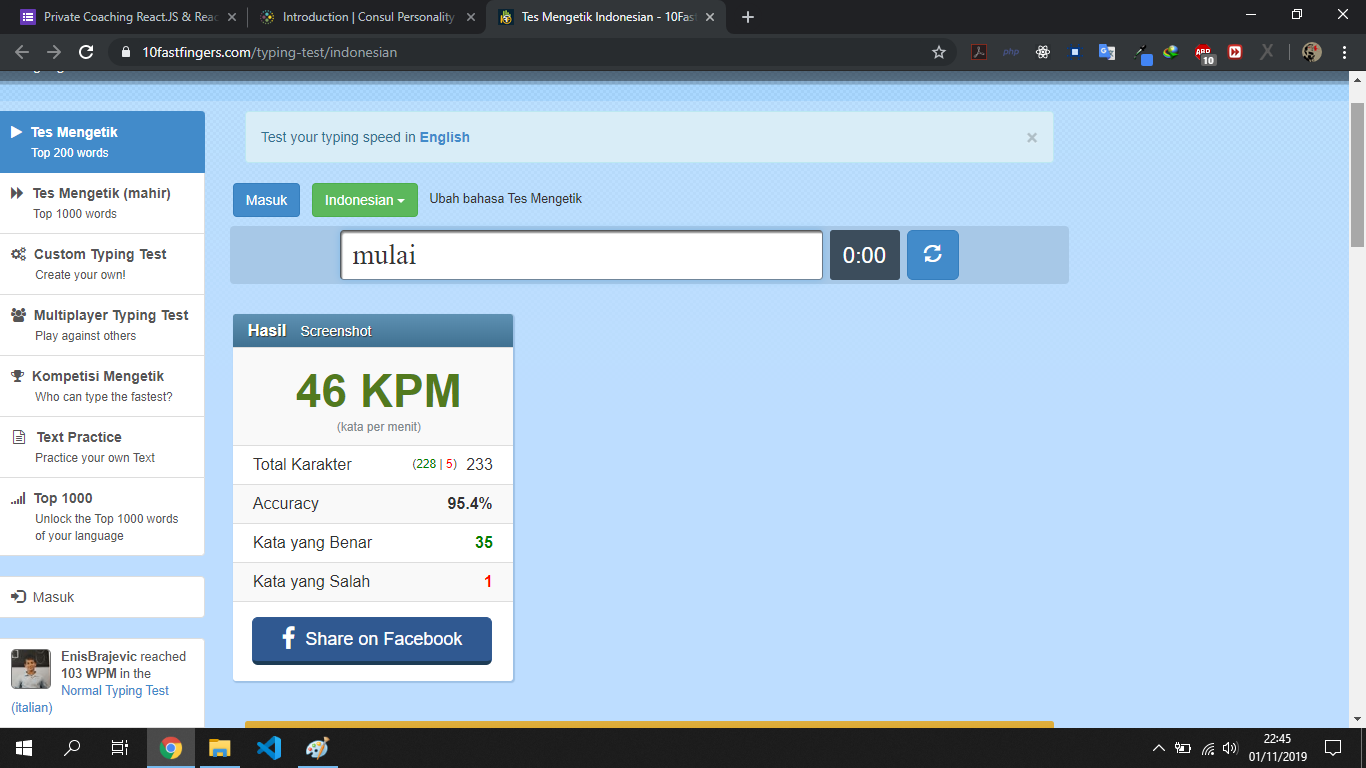 Private Coaching React.JS & Reac
Introduction | Consul Personality
Tes Mengetik Indonesian - 10Fast
10fastfingers.com/typing-test/indonesian
php
ABP
10
Tes Mengetik
Top 200 words
Tes Mengetik (mahir)
Top 1000 words
Custom Typing Test
Create your own!
Multiplayer Typing Test
Play against others
Kompetisi Mengetik
Who can type the fastest?
Text Practice
Practice your own Text
Top 1000
Unlock the Top 1000 words
of your language
Masuk
EnisBrajevic reached
103 WPM in the
Normal Typing Test
(italian)
Test your typing speed in English
×
Masuk
Indonesian
Ubah bahasa Tes Mengetik
mulai
0:00
Hasil Screenshot
46 KPM
(kata per menit)
Total Karakter (228 | 5) 233
Accuracy 95.4%
Kata yang Benar 35
Kata yang Salah 1
Share on Facebook
22:45
01/11/2019